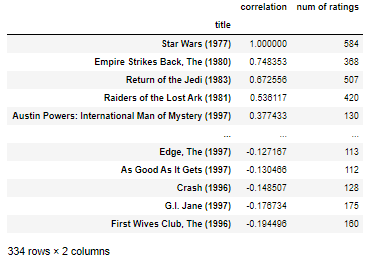 correlation num of ratings
title
Star Wars (1977) 1.000000 584
Empire Strikes Back, The (1980) 0.748353 368
Return of the Jedi (1983) 0.672556 507
Raiders of the Lost Ark (1981) 0.536117 420
Austin Powers: International Man of Mystery (1997) 0.377433 130
... ... ...
Edge, The (1997) -0.127167 113
As Good As It Gets (1997) -0.130466 112
Crash (1996) -0.148507 128
G.I. Jane (1997) -0.176734 175
First Wives Club, The (1996) -0.194496 160
334 rows × 2 columns